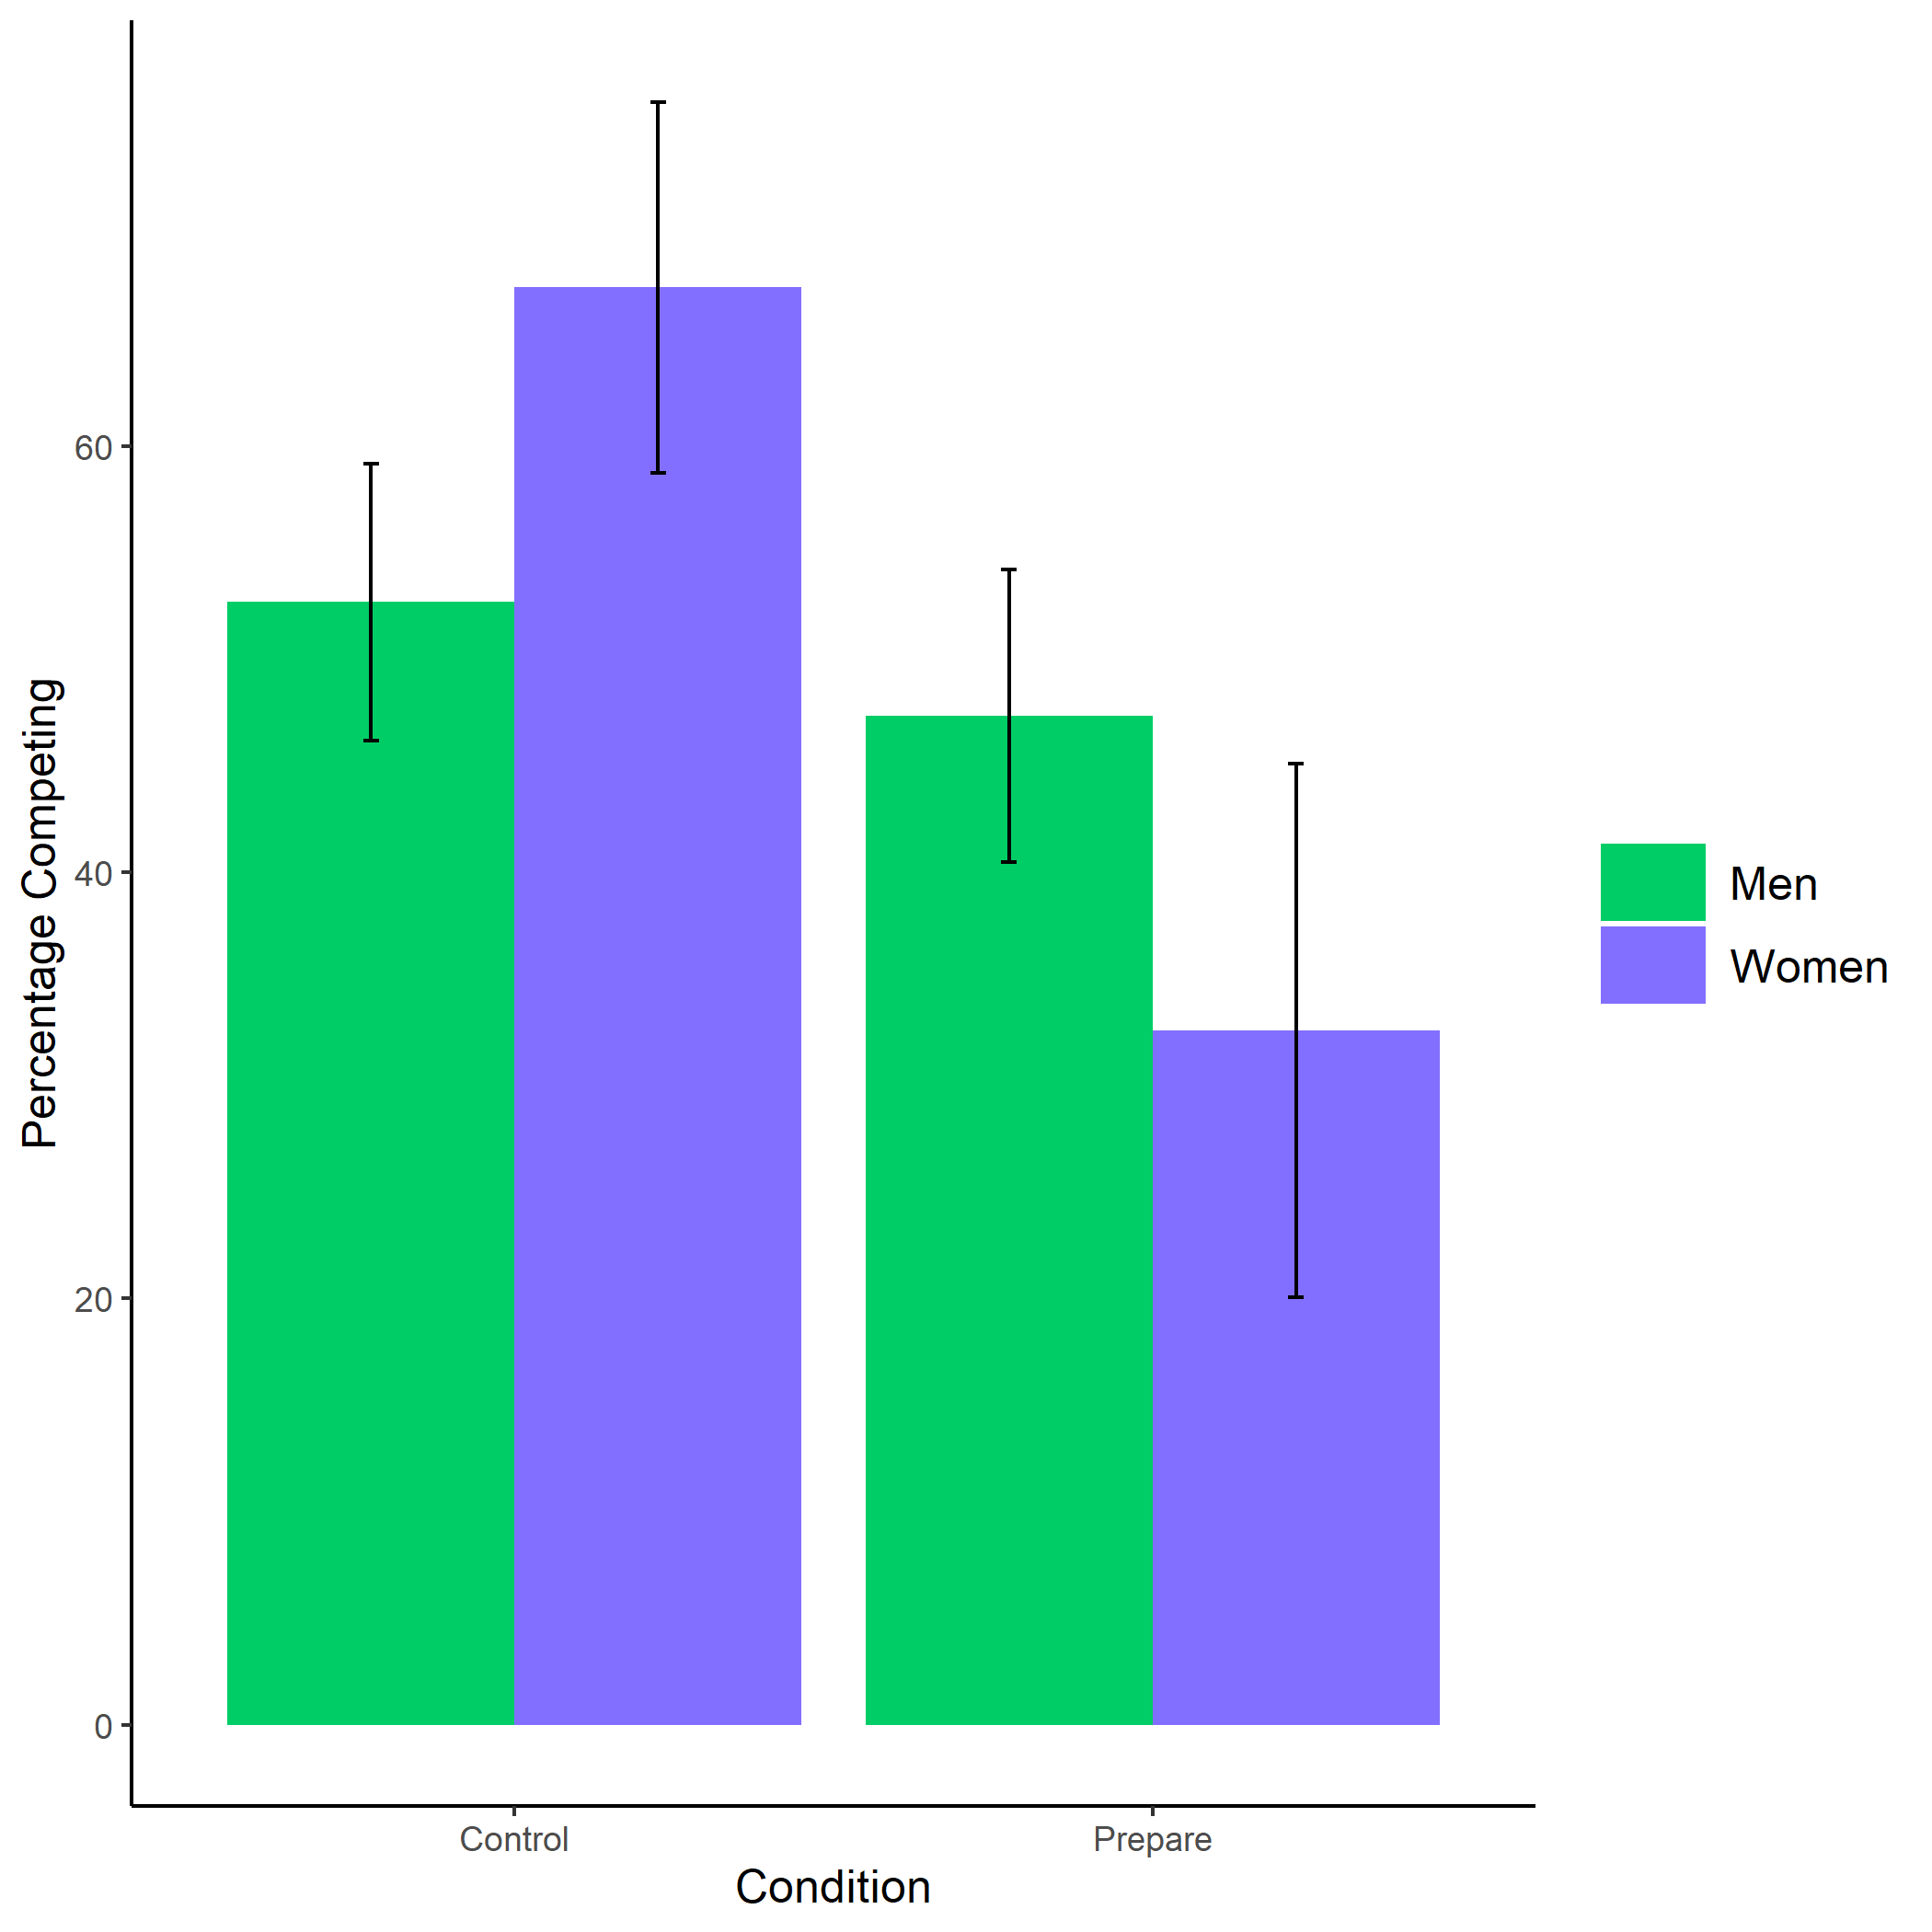 Percentage Competing
60
40
20
0
Control
Prepare
Condition
Men
Women